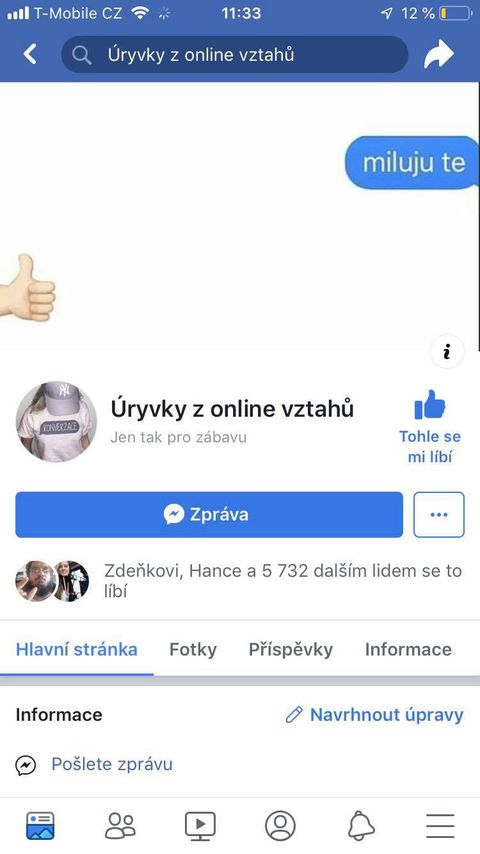 T-Mobile CZ 11:33 12 %
Úryvky z online vztahů
miluju te
i
NY
KONVERZACE
Úryvky z online vztahů
Jen tak pro zábavu
Tohle se
mi líbí
Zpráva
Zdeňkovi, Hance a 5 732 dalším lidem se to
líbí
Hlavní stránka Fotky Příspěvky Informace
Informace Navrhnout úpravy
Pošlete zprávu